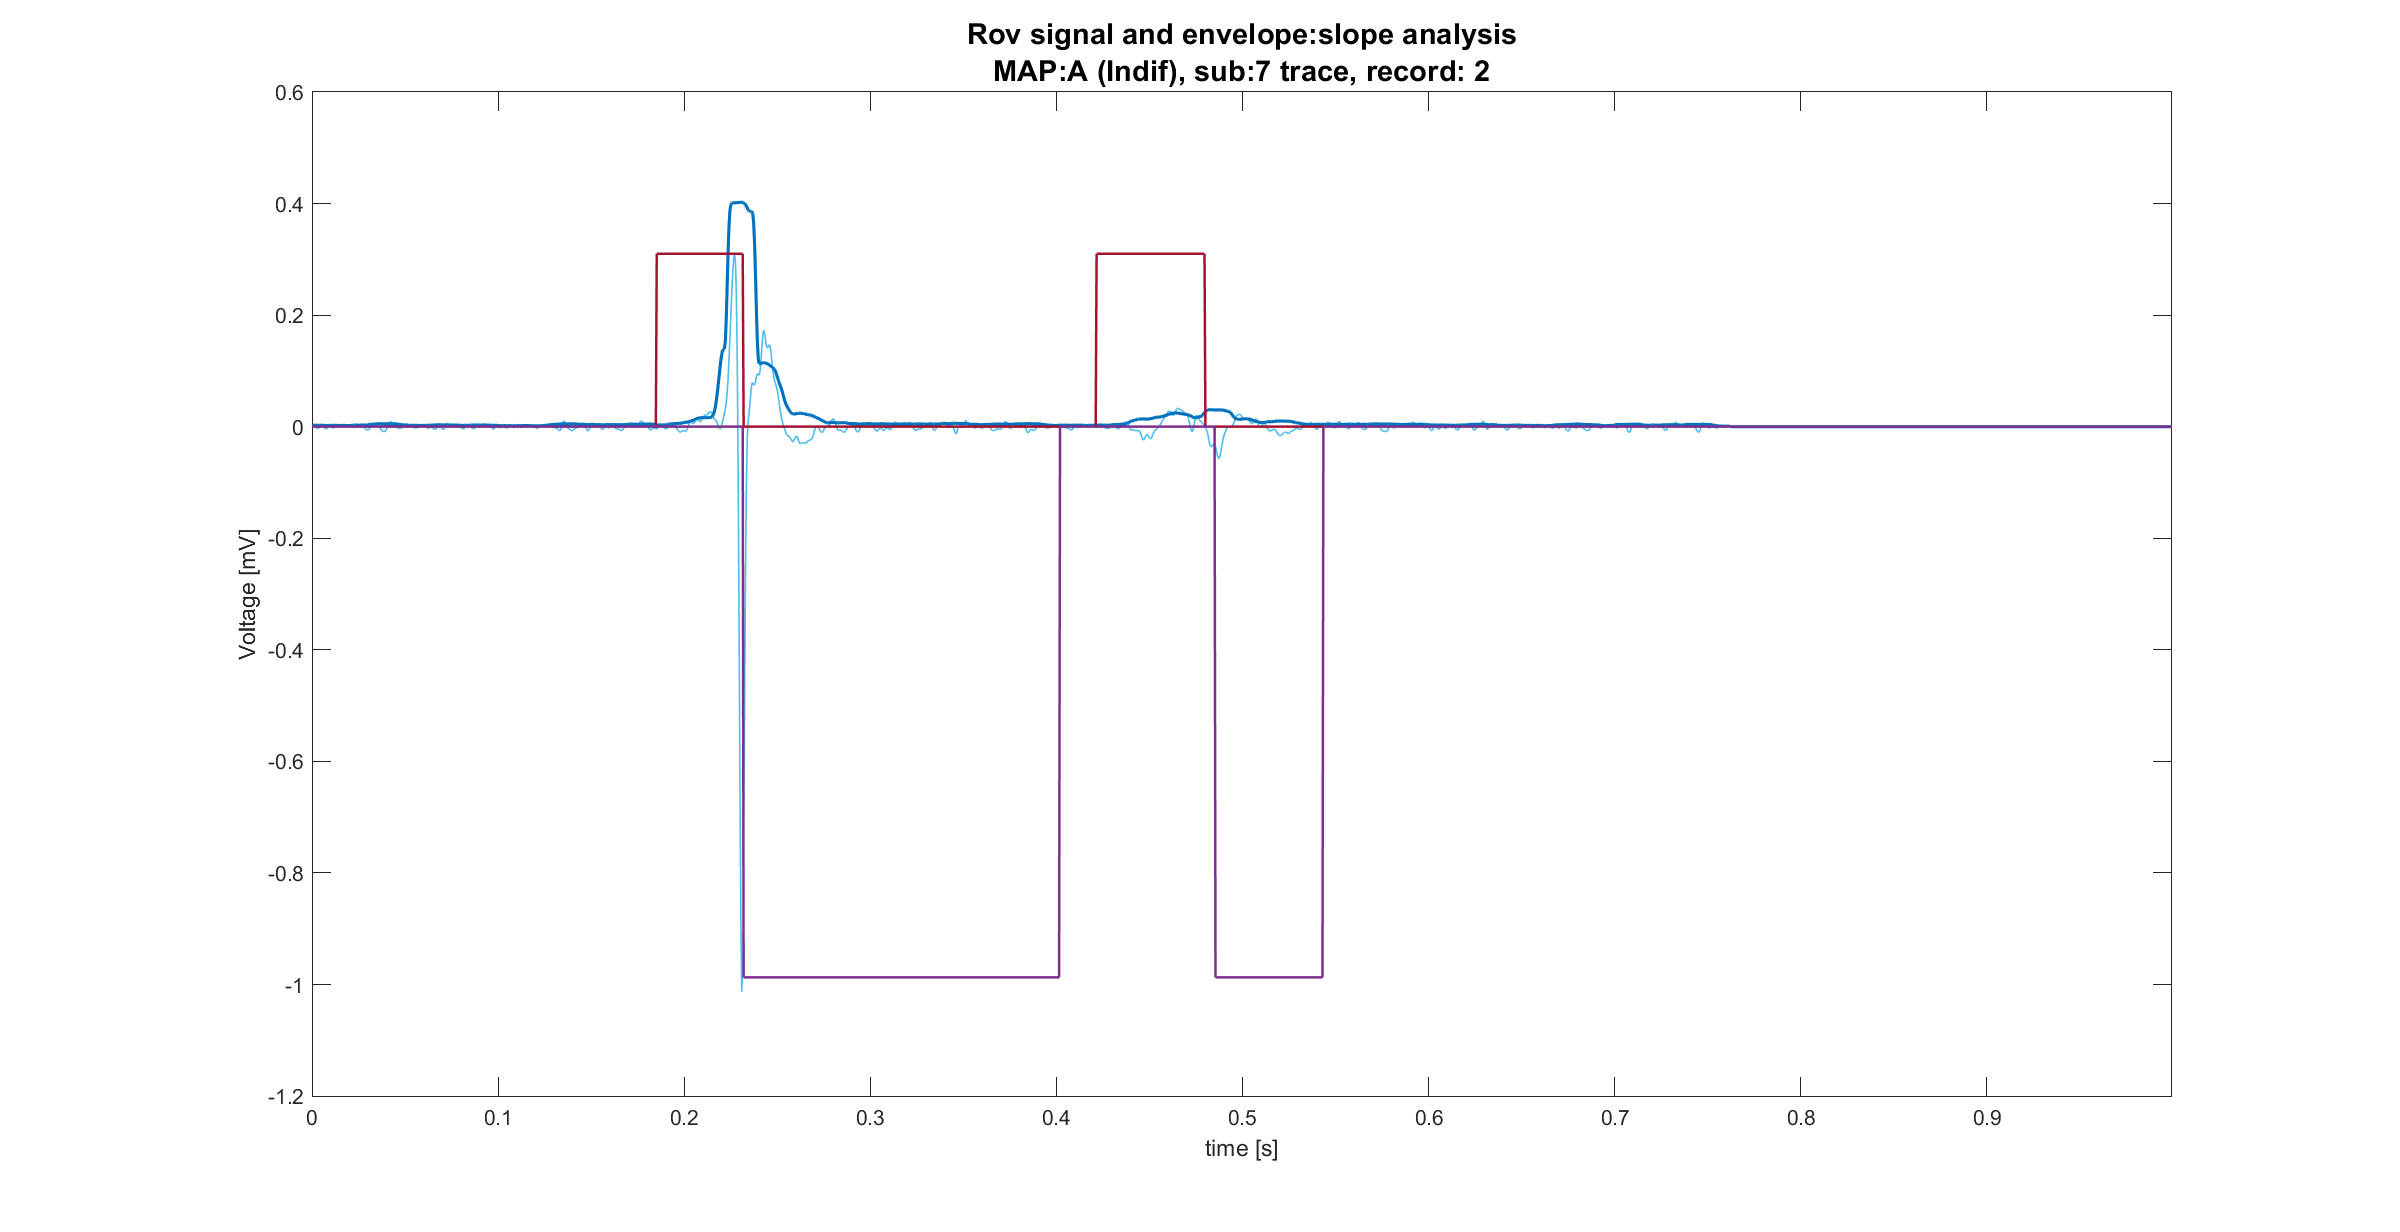 Rov signal and envelope:slope analysis
MAP:A (Indif), sub:7 trace, record: 2
0.6
0.4
0.2
0
-0.2
-0.4
-0.6
-0.8
-1
-1.2
Voltage [mV]
0 0.1 0.2 0.3 0.4 0.5 0.6 0.7 0.8 0.9
time [s]